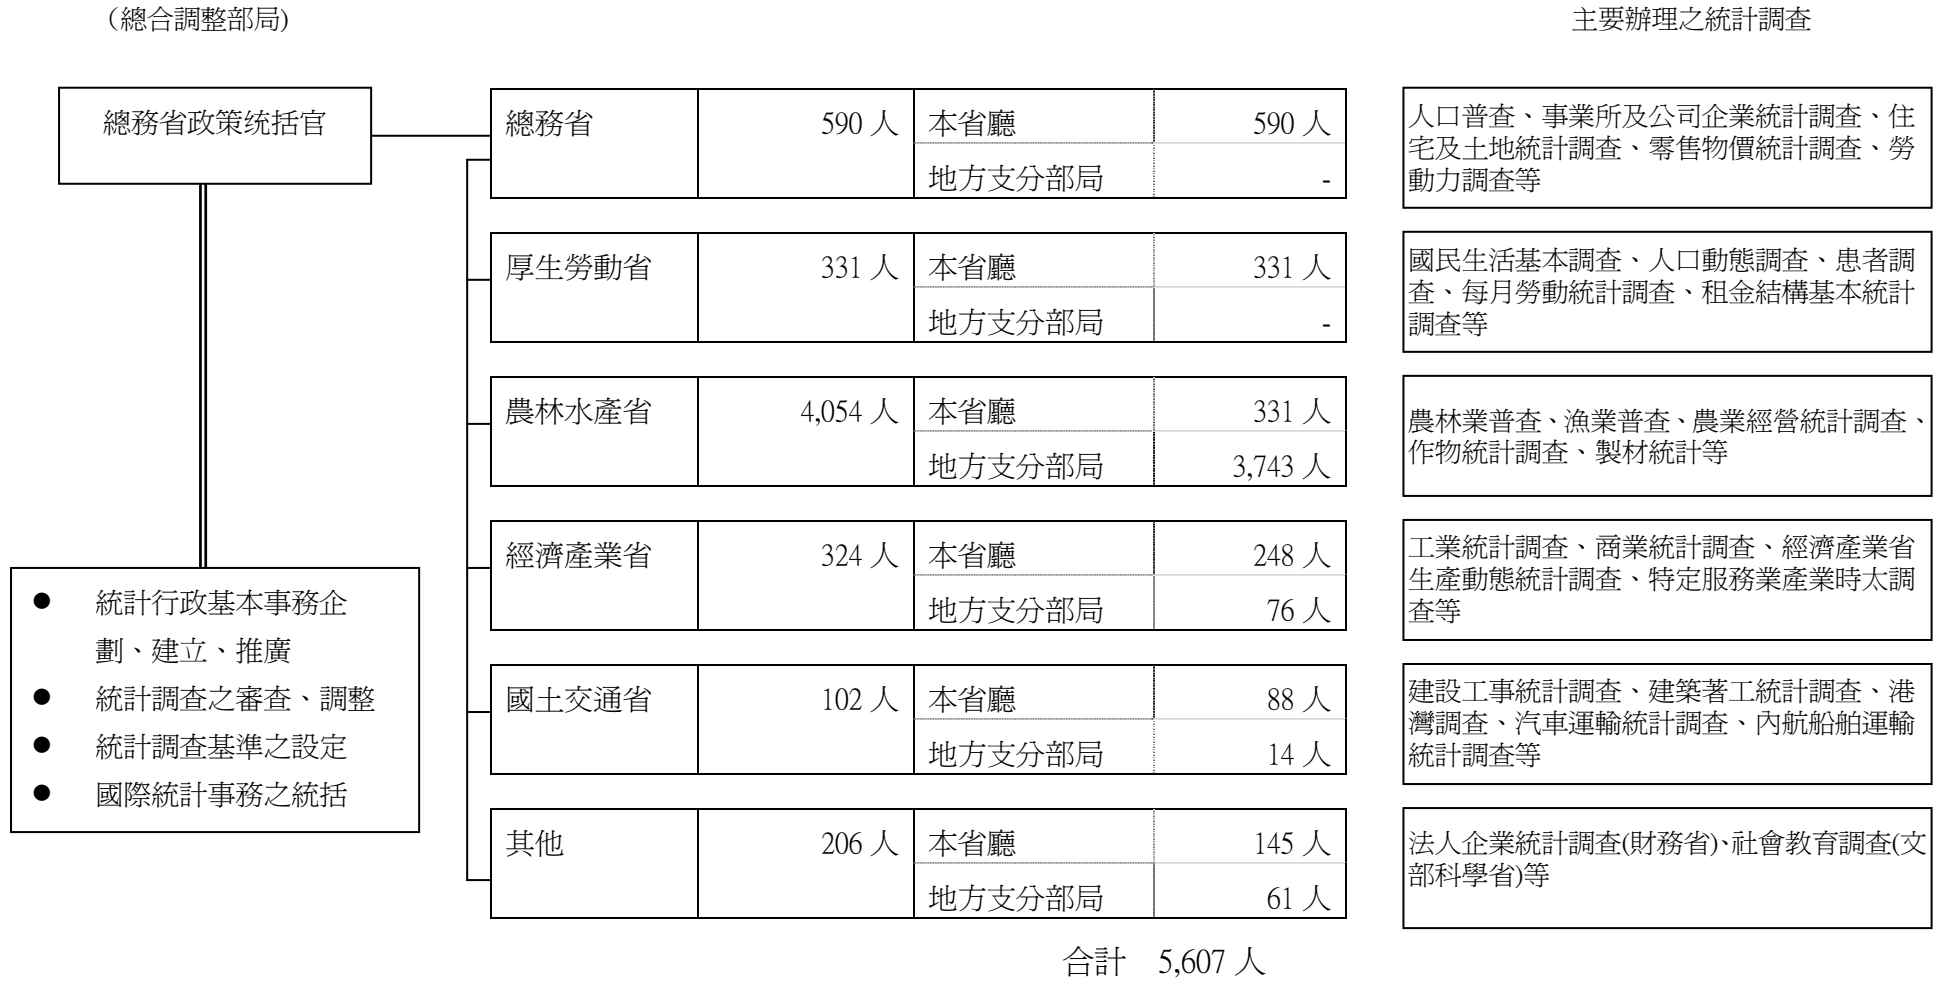 （總合調整部局)
主要辦理之統計調查
總務省政策统括官
總務省 590 人 本省廳 590 人
地方支分部局 -
人口普查、事業所及公司企業統計調查、住
宅及土地統計調查、零售物價統計調查、勞
動力調查等
厚生勞動省 331 人 本省廳 331 人
地方支分部局 -
國民生活基本調查、人口動態調查、患者調
查、每月勞動統計調查、租金結構基本統計
調查等
農林水產省 4,054 人 本省廳 331 人
地方支分部局 3,743 人
農林業普查、漁業普查、農業經營統計調查、
作物統計調查、製材統計等
經濟產業省 324 人 本省廳 248 人
地方支分部局 76 人
工業統計調查、商業統計調查、經濟產業省
生產動態統計調查、特定服務業產業時太調
查等
● 統計行政基本事務企
劃、建立、推廣
● 統計調查之審查、調整
● 統計調查基準之設定
● 國際統計事務之統括
國土交通省 102 人 本省廳 88 人
地方支分部局 14 人
建設工事統計調查、建築著工統計調查、港
灣調查、汽車運輸統計調查、內航船舶運輸
統計調查等
其他 206 人 本省廳 145 人
地方支分部局 61 人
法人企業統計調查(財務省)、社會教育調查(文
部科學省)等
合計 5,607 人